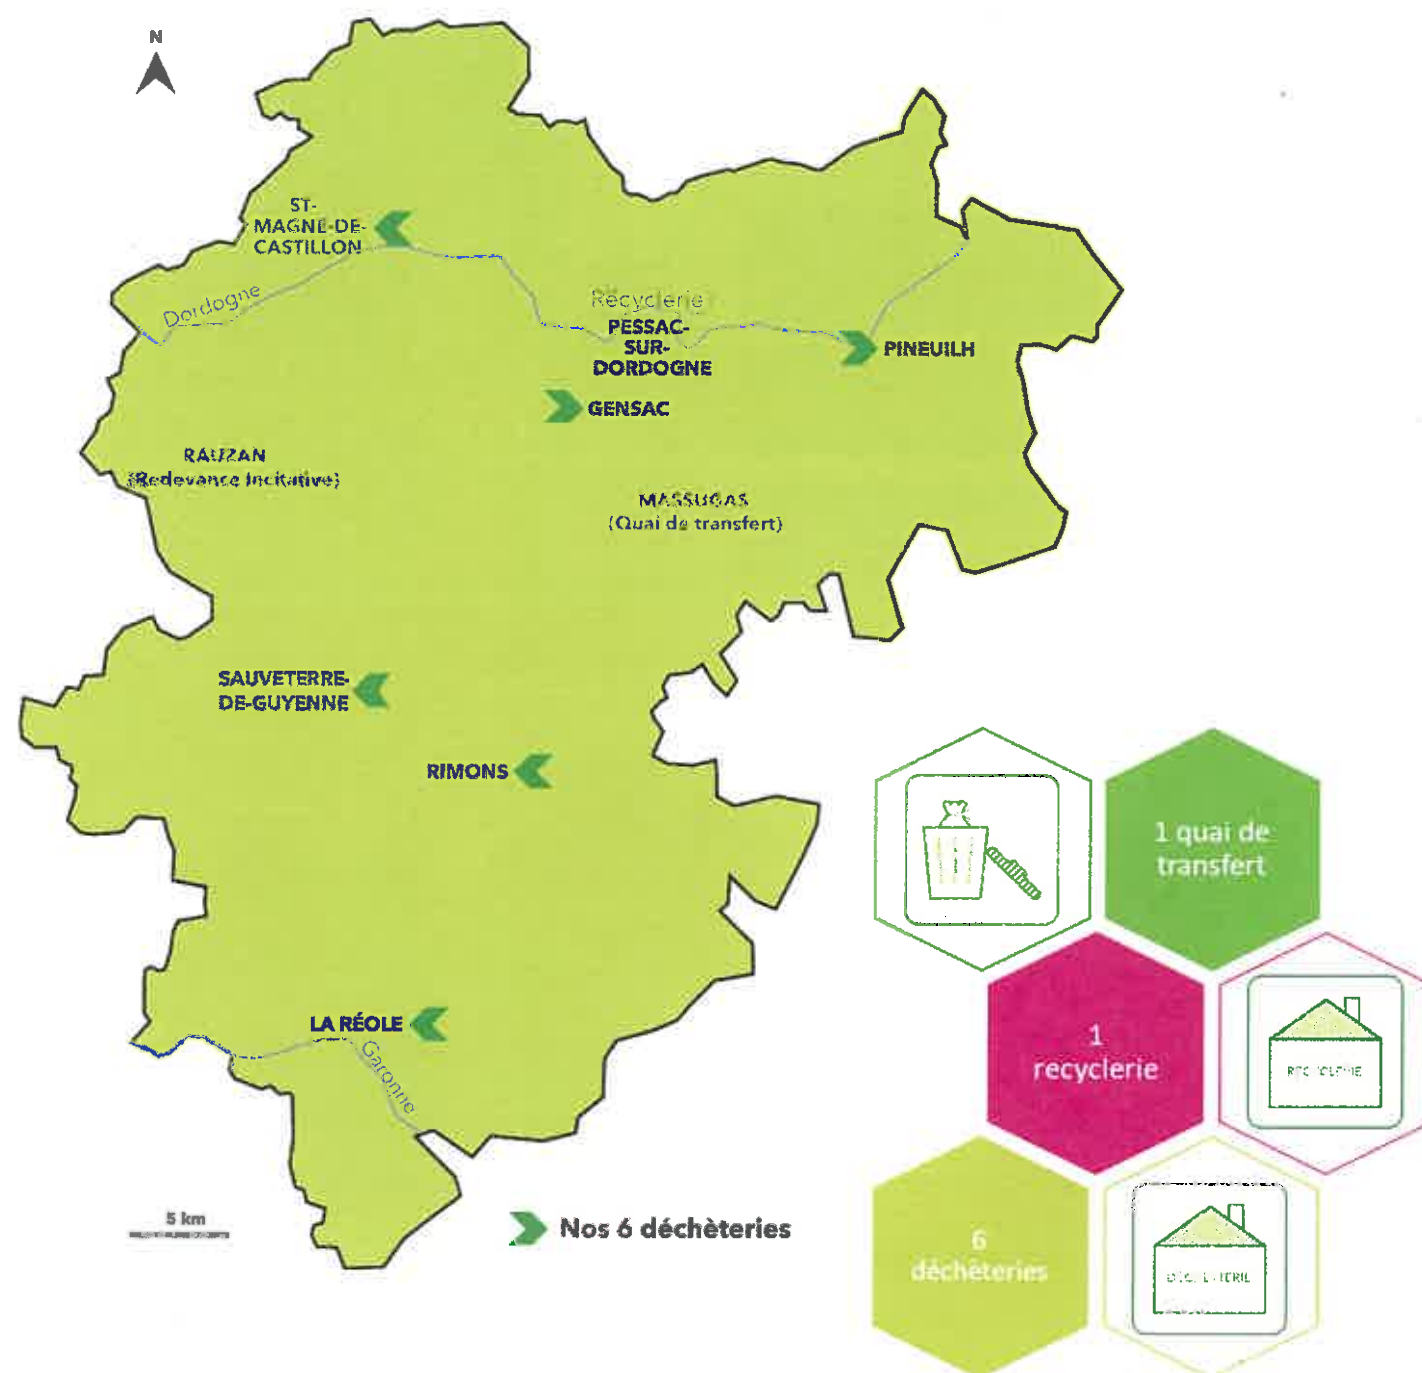 N
ST-
MAGNE-DE-
CASTILLON
Dordogne
Recyclerie
PESSAC-
SUR-
DORDOGNE
PINEUILH
GENSAC
RAUZAN
(Redevance Incitative)
MASSUGAS
(Quai de transfert)
SAUVETERRE-
DE-GUYENNE
RIMONS
LA RÉOLE
Garonne
5 km
Nos 6 déchèteries
1 quai de
transfert
1
recyclerie
RECYCLERIE
6
déchèteries
DÉCHETTERIE